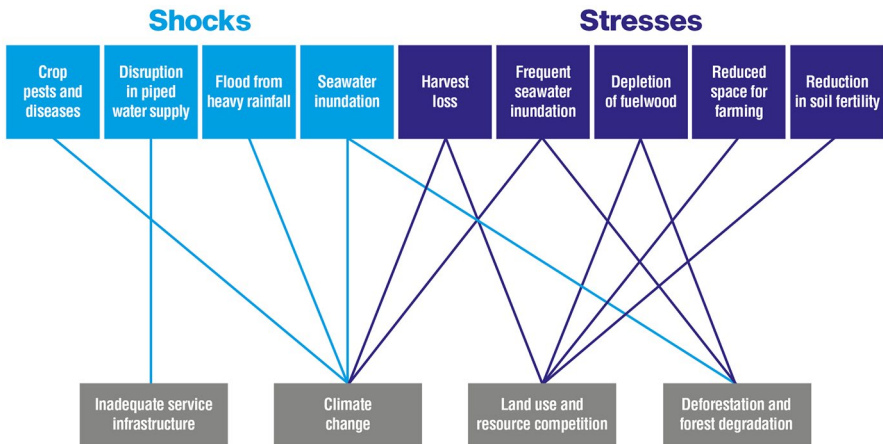 Shocks
Stresses
Crop
pests and
diseases
Disruption
in piped
water supply
Flood from
heavy rainfall
Seawater
inundation
Harvest
loss
Frequent
seawater
inundation
Depletion
of fuelwood
Reduced
space for
farming
Reduction
in soil fertility
Inadequate service
infrastructure
Climate
change
Land use and
resource competition
Deforestation and
forest degradation